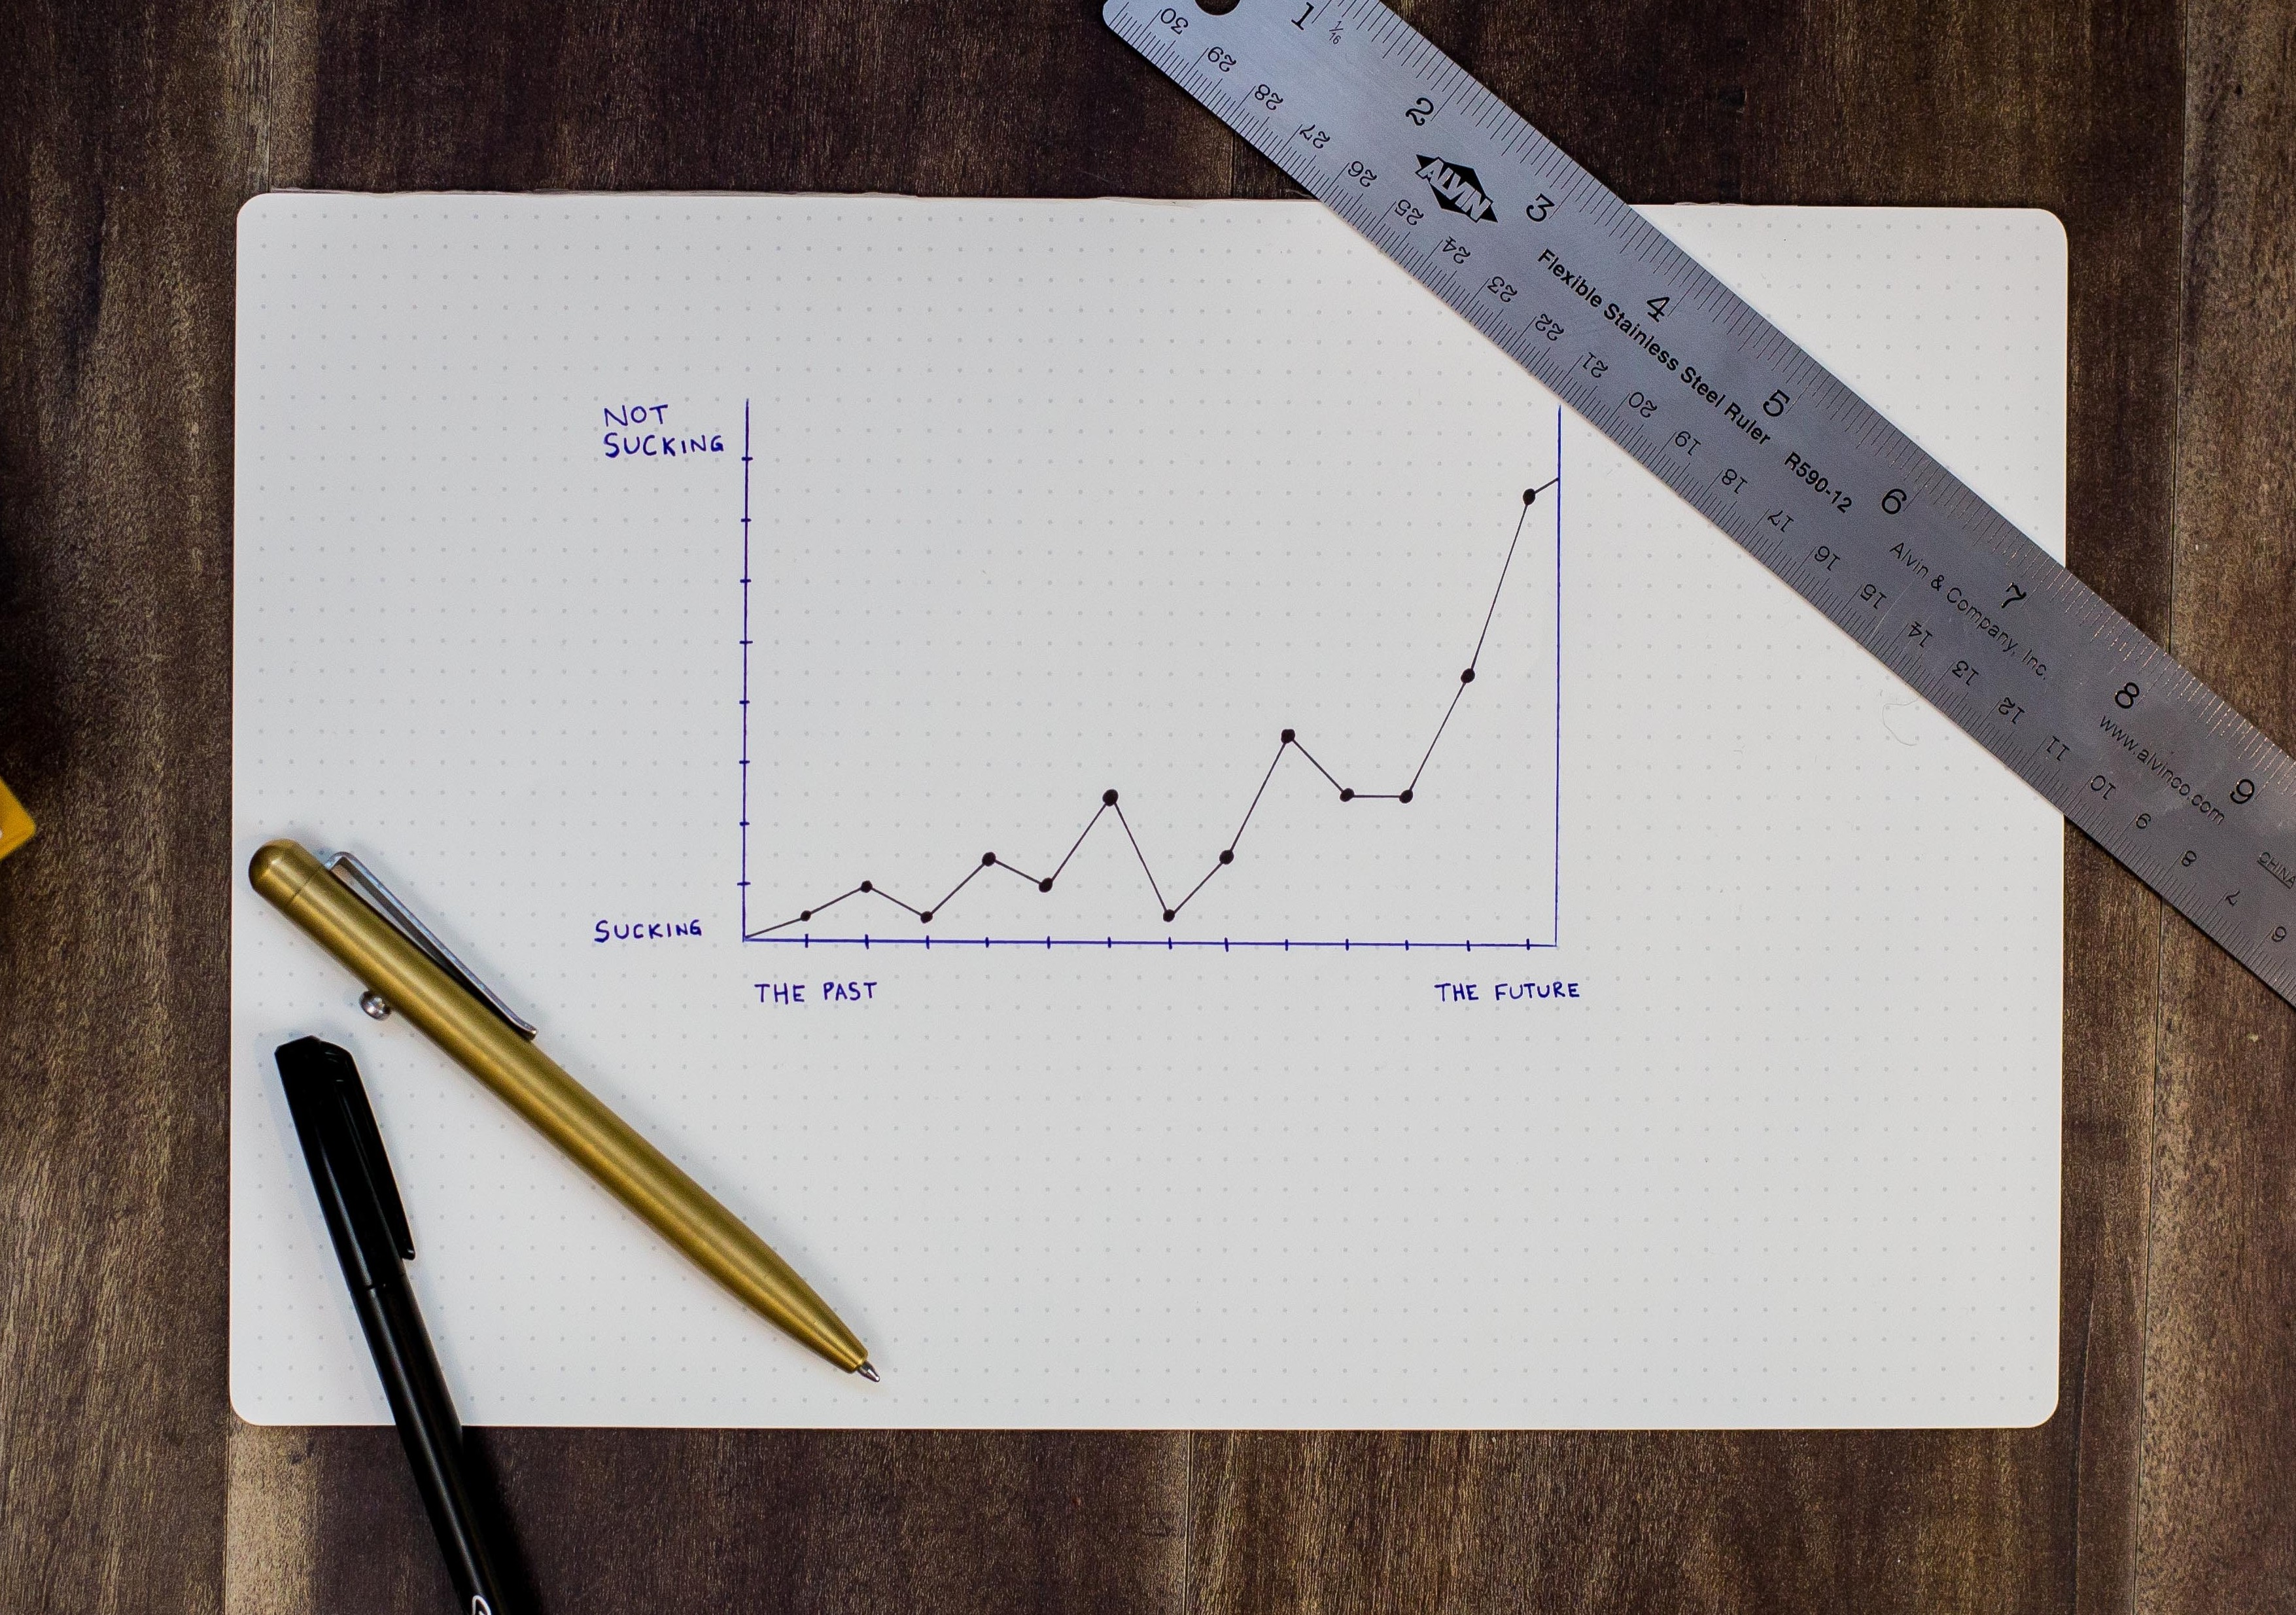 1 1/16
2
ALVIN
3
Flexible Stainless Steel Ruler R590-12
4
5
6
Alvin & Company, Inc.
7
8
www.alvinco.com
9
CHINA
30 29 28 27 26 25 24 23 22 21 20 19 18 17 16 15 14 13 12 11 10 9 8 7 6
NOT
SUCKING
SUCKING
THE PAST
THE FUTURE